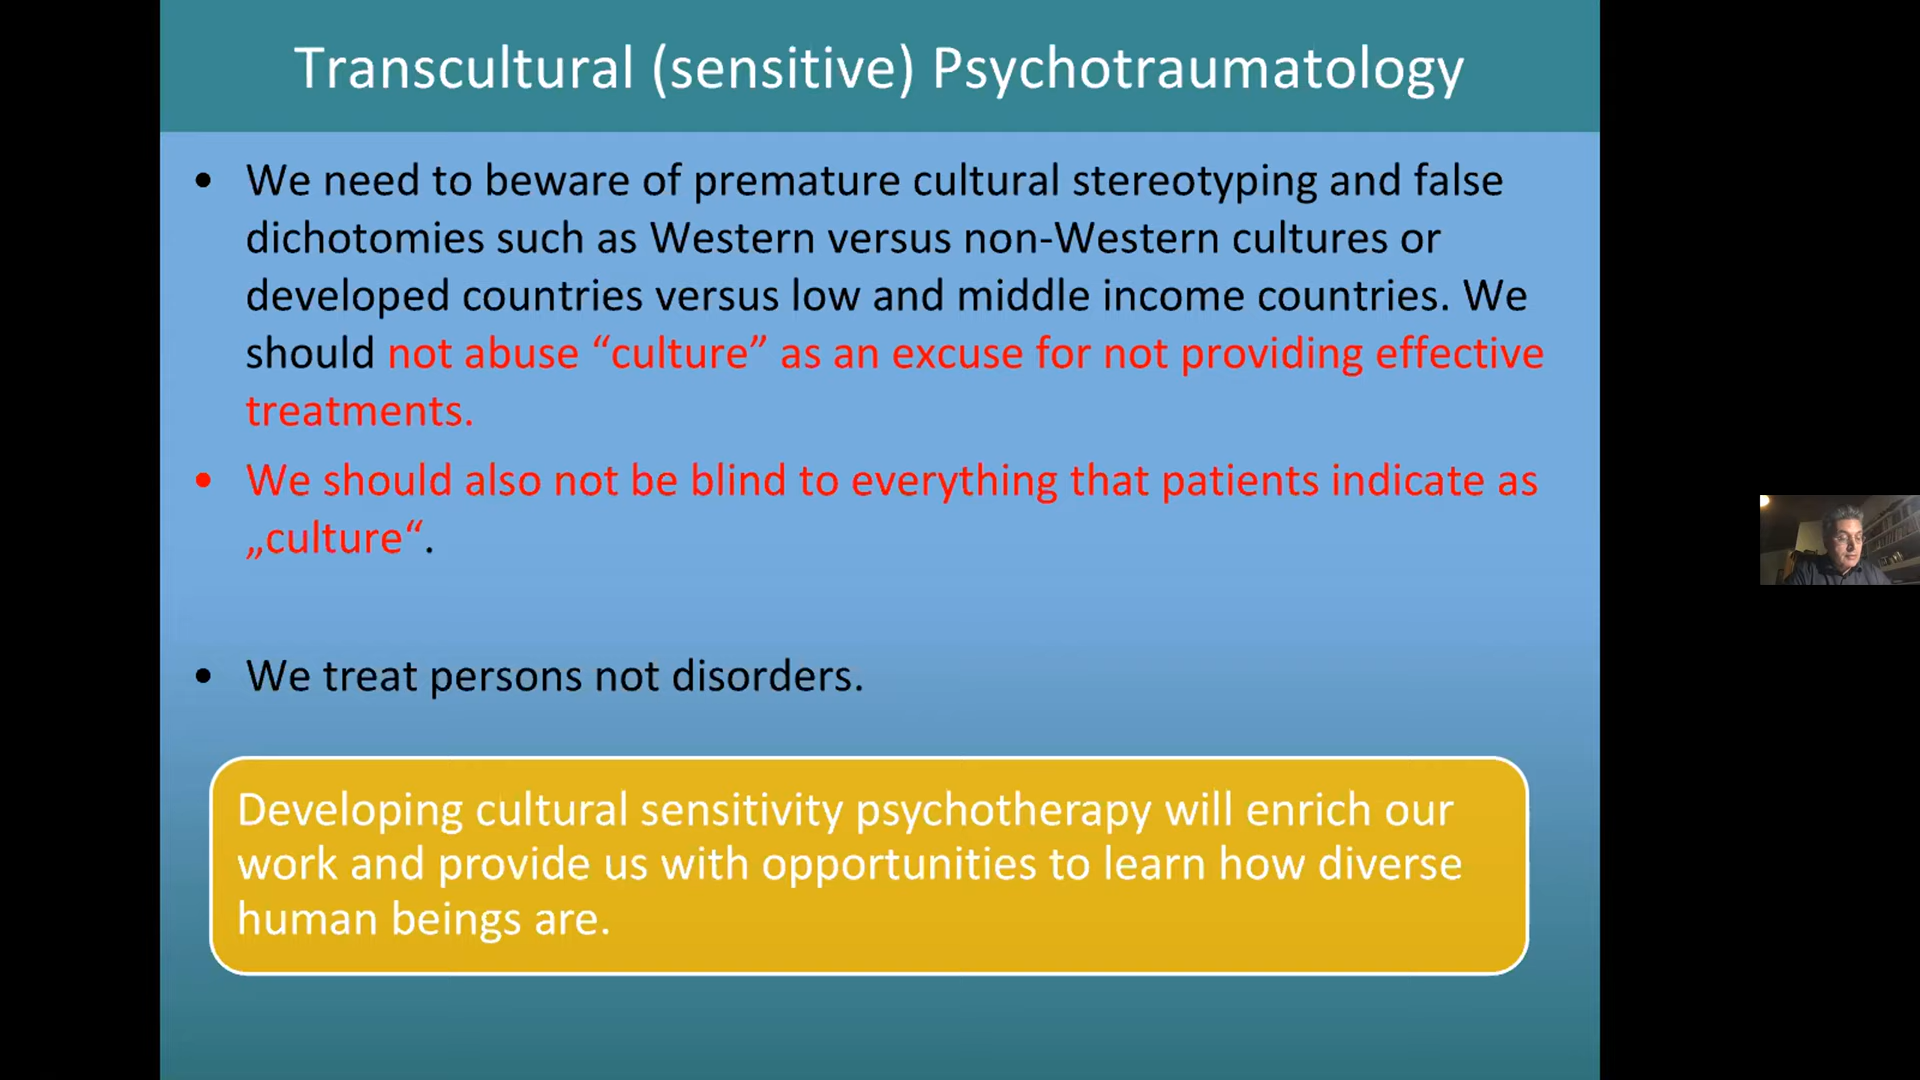 Transcultural (sensitive) Psychotraumatology
• We need to beware of premature cultural stereotyping and false
dichotomies such as Western versus non-Western cultures or
developed countries versus low and middle income countries. We
should not abuse “culture” as an excuse for not providing effective
treatments.
• We should also not be blind to everything that patients indicate as
„culture“.
• We treat persons not disorders.
Developing cultural sensitivity psychotherapy will enrich our
work and provide us with opportunities to learn how diverse
human beings are.